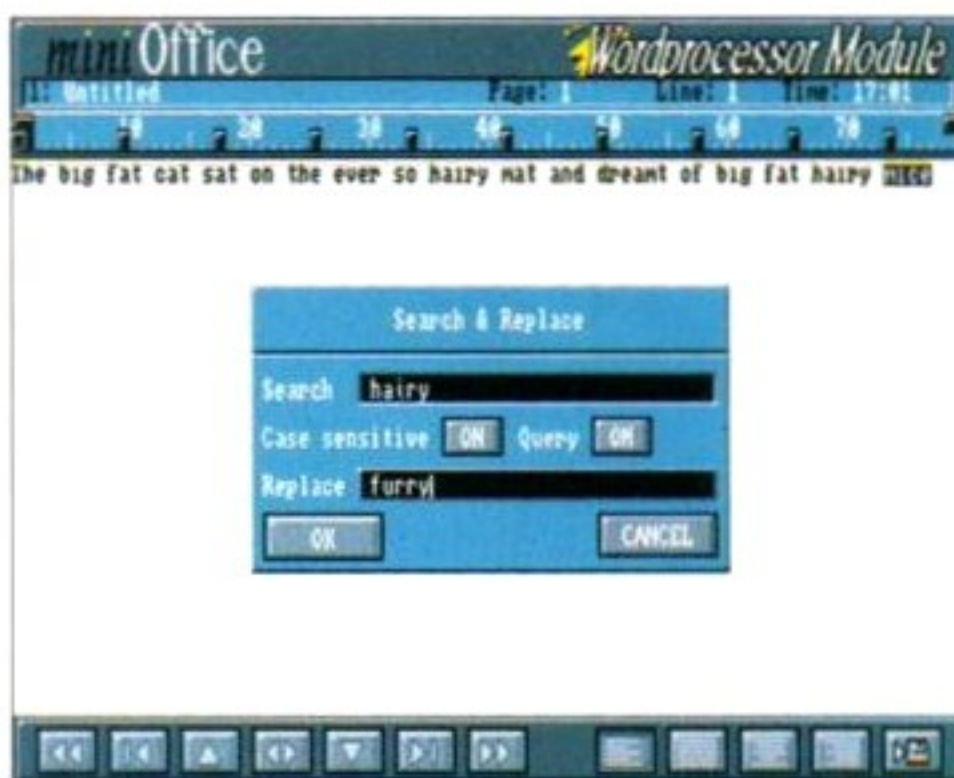 mini Office Wordprocessor Module
1: Untitled Page: 1 Line: 1 Time: 17:01
10 20 30 40 50 60 70
The big fat cat sat on the ever so hairy mat and dreamt of big fat hairy mice
Search & Replace
Search hairy
Case sensitive ON Query ON
Replace furry
OK CANCEL